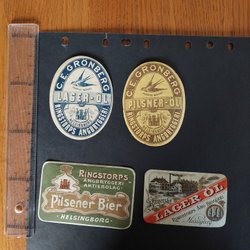 C.E. GRÖNBERG
LAGER-ÖL
RINGSTORPS ÅNGBRYGGERI
C.E. GRÖNBERG
PILSNER-ÖL
RINGSTORPS ÅNGBRYGGERI
RINGSTORPS
ÅNGBRYGGERI
AKTIEBOLAG
Pilsener Bier
HELSINGBORG
LAGER ÖL